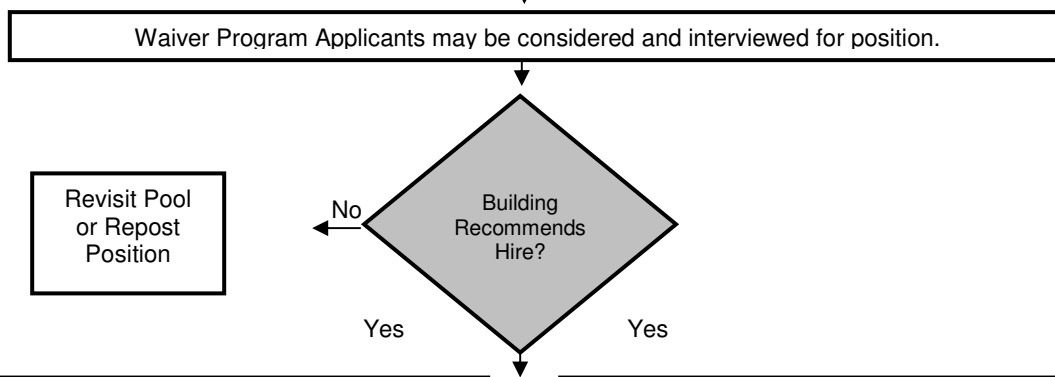 Waiver Program Applicants may be considered and interviewed for position.
Revisit Pool
or Repost
Position
No
Building
Recommends
Hire?
Yes
Yes